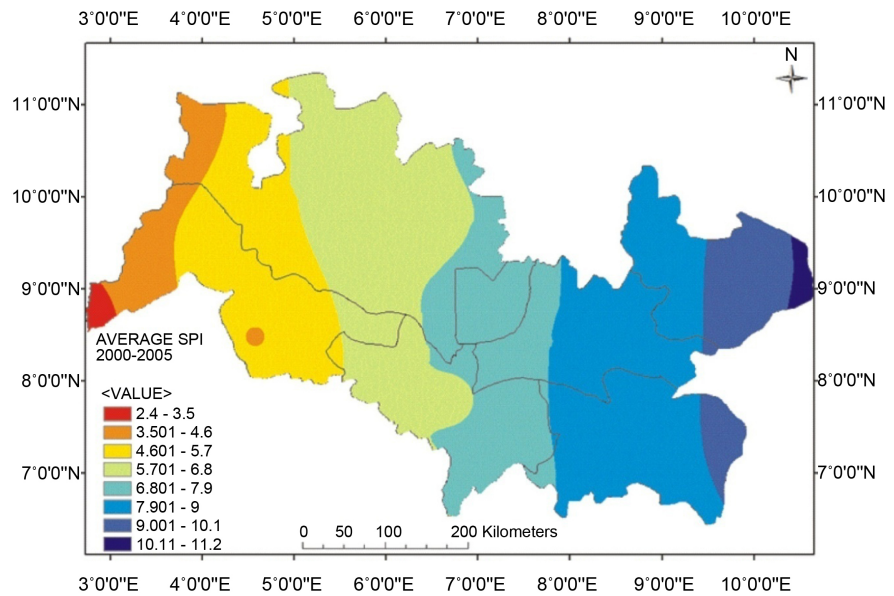 3°0'0"E 4°0'0"E 5°0'0"E 6°0'0"E 7°0'0"E 8°0'0"E 9°0'0"E 10°0'0"E
N
11°0'0"N 11°0'0"N
10°0'0"N 10°0'0"N
9°0'0"N 9°0'0"N
8°0'0"N 8°0'0"N
7°0'0"N 7°0'0"N
AVERAGE SPI
2000-2005
<VALUE>
2.4 - 3.5
3.501 - 4.6
4.601 - 5.7
5.701 - 6.8
6.801 - 7.9
7.901 - 9
9.001 - 10.1
10.11 - 11.2
0 50 100 200 Kilometers
3°0'0"E 4°0'0"E 5°0'0"E 6°0'0"E 7°0'0"E 8°0'0"E 9°0'0"E 10°0'0"E